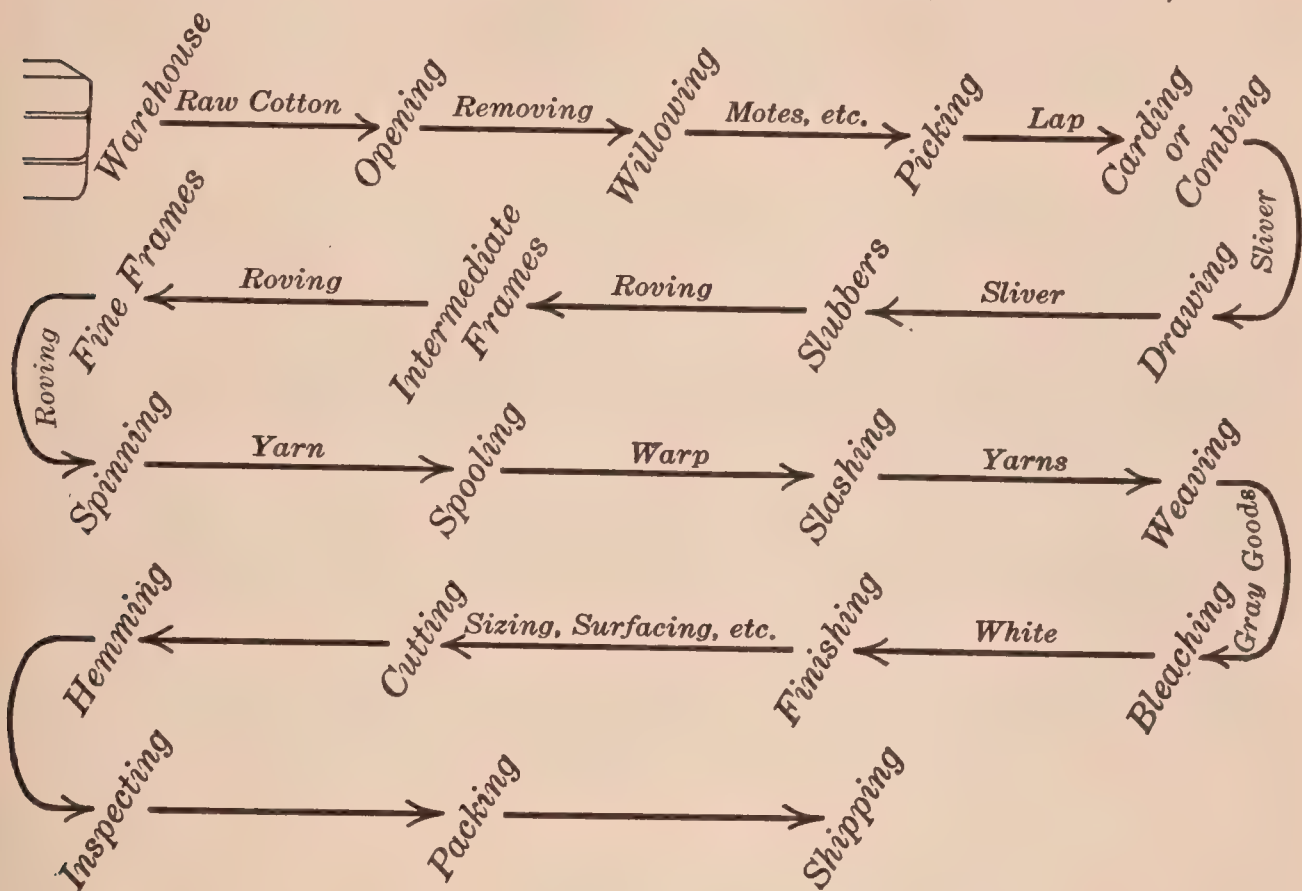 Warehouse
Raw Cotton
Opening
Removing
Willowing
Motes, etc.
Picking
Lap
Carding
or
Combing
Sliver
Drawing
Sliver
Slubbers
Roving
Intermediate
Frames
Roving
Fine Frames
Roving
Spinning
Yarn
Spooling
Warp
Slashing
Yarns
Weaving
Gray Goods
Bleaching
White
Finishing
Sizing, Surfacing, etc.
Cutting
Hemming
Inspecting
Packing
Shipping